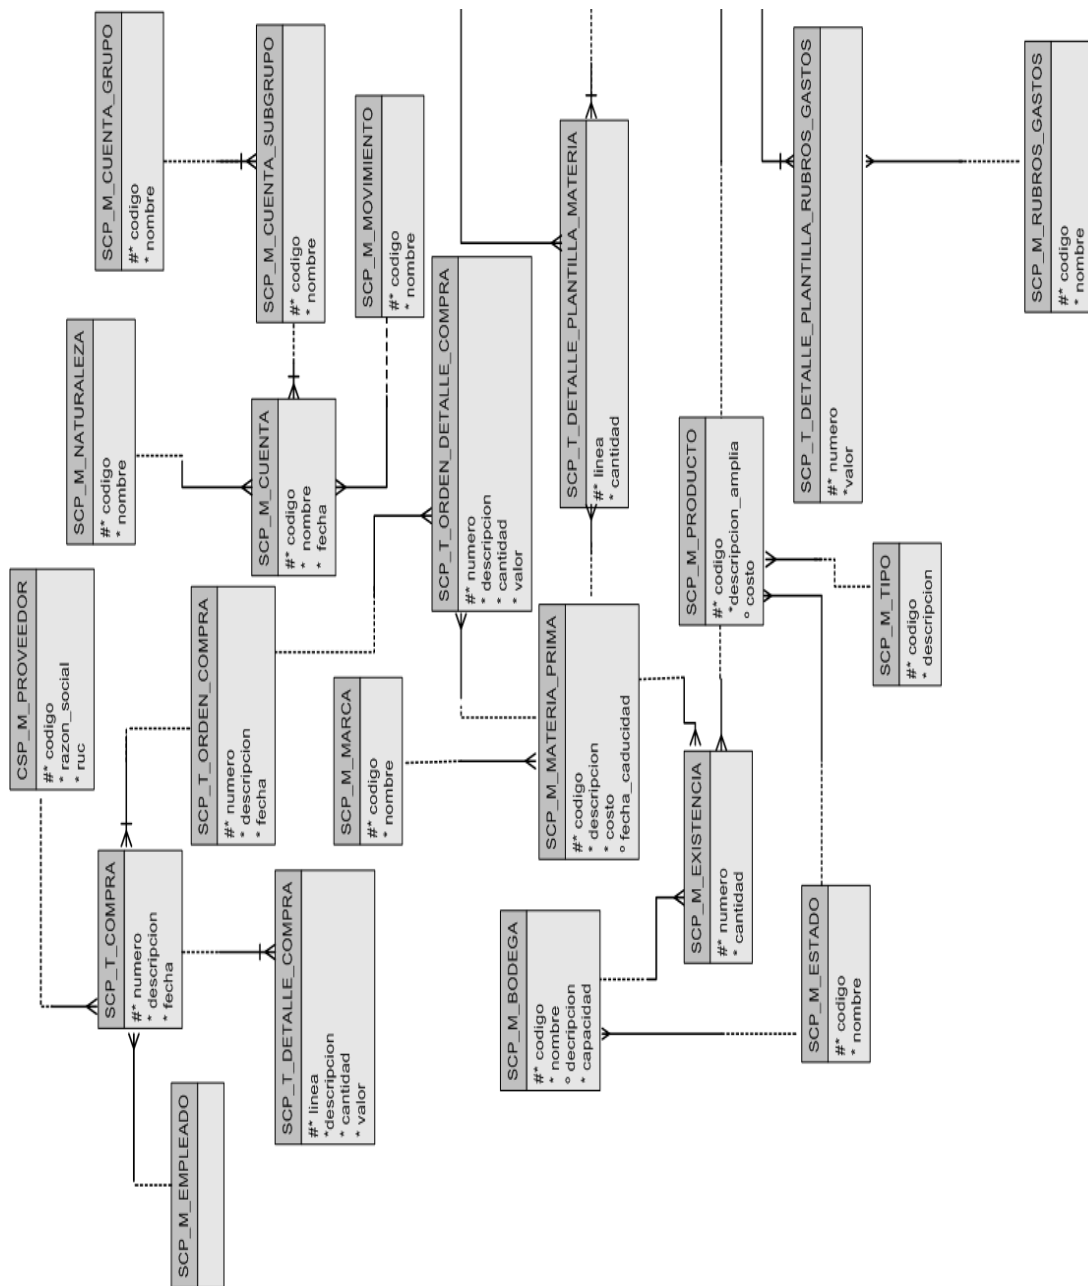 CSP_M_PROVEEDOR
#* codigo
* razon_social
* ruc
SCP_M_NATURALEZA
#* codigo
* nombre
SCP_M_CUENTA_GRUPO
#* codigo
* nombre
SCP_T_COMPRA
#* numero
* descripcion
* fecha
SCP_M_EMPLEADO
SCP_T_ORDEN_COMPRA
#* numero
* descripcion
* fecha
SCP_M_CUENTA
#* codigo
* nombre
* fecha
SCP_M_CUENTA_SUBGRUPO
#* codigo
* nombre
SCP_T_DETALLE_COMPRA
#* linea
*descripcion
* cantidad
* valor
SCP_M_MARCA
#* codigo
* nombre
SCP_M_MOVIMIENTO
#* codigo
* nombre
SCP_T_ORDEN_DETALLE_COMPRA
#* numero
* descripcion
* cantidad
* valor
SCP_M_BODEGA
#* codigo
* nombre
º decripcion
* capacidad
SCP_M_MATERIA_PRIMA
#* codigo
* descripcion
* costo
º fecha_caducidad
SCP_T_DETALLE_PLANTILLA_MATERIA
#* linea
* cantidad
SCP_M_PRODUCTO
#* codigo
*descripcion_amplia
º costo
SCP_M_EXISTENCIA
#* numero
* cantidad
SCP_T_DETALLE_PLANTILLA_RUBROS_GASTOS
#* numero
*valor
SCP_M_ESTADO
#* codigo
* nombre
SCP_M_TIPO
#* codigo
* descripcion
SCP_M_RUBROS_GASTOS
#* codigo
* nombre